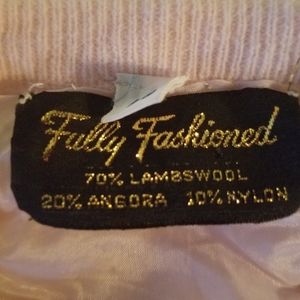 Fully Fashioned
70% LAMBSWOOL
20% ANGORA 10% NYLON